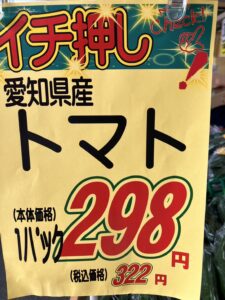 Check!
イチ押し
愛知県産
トマト
(本体価格)
1パック 298円
(税込価格) 322円